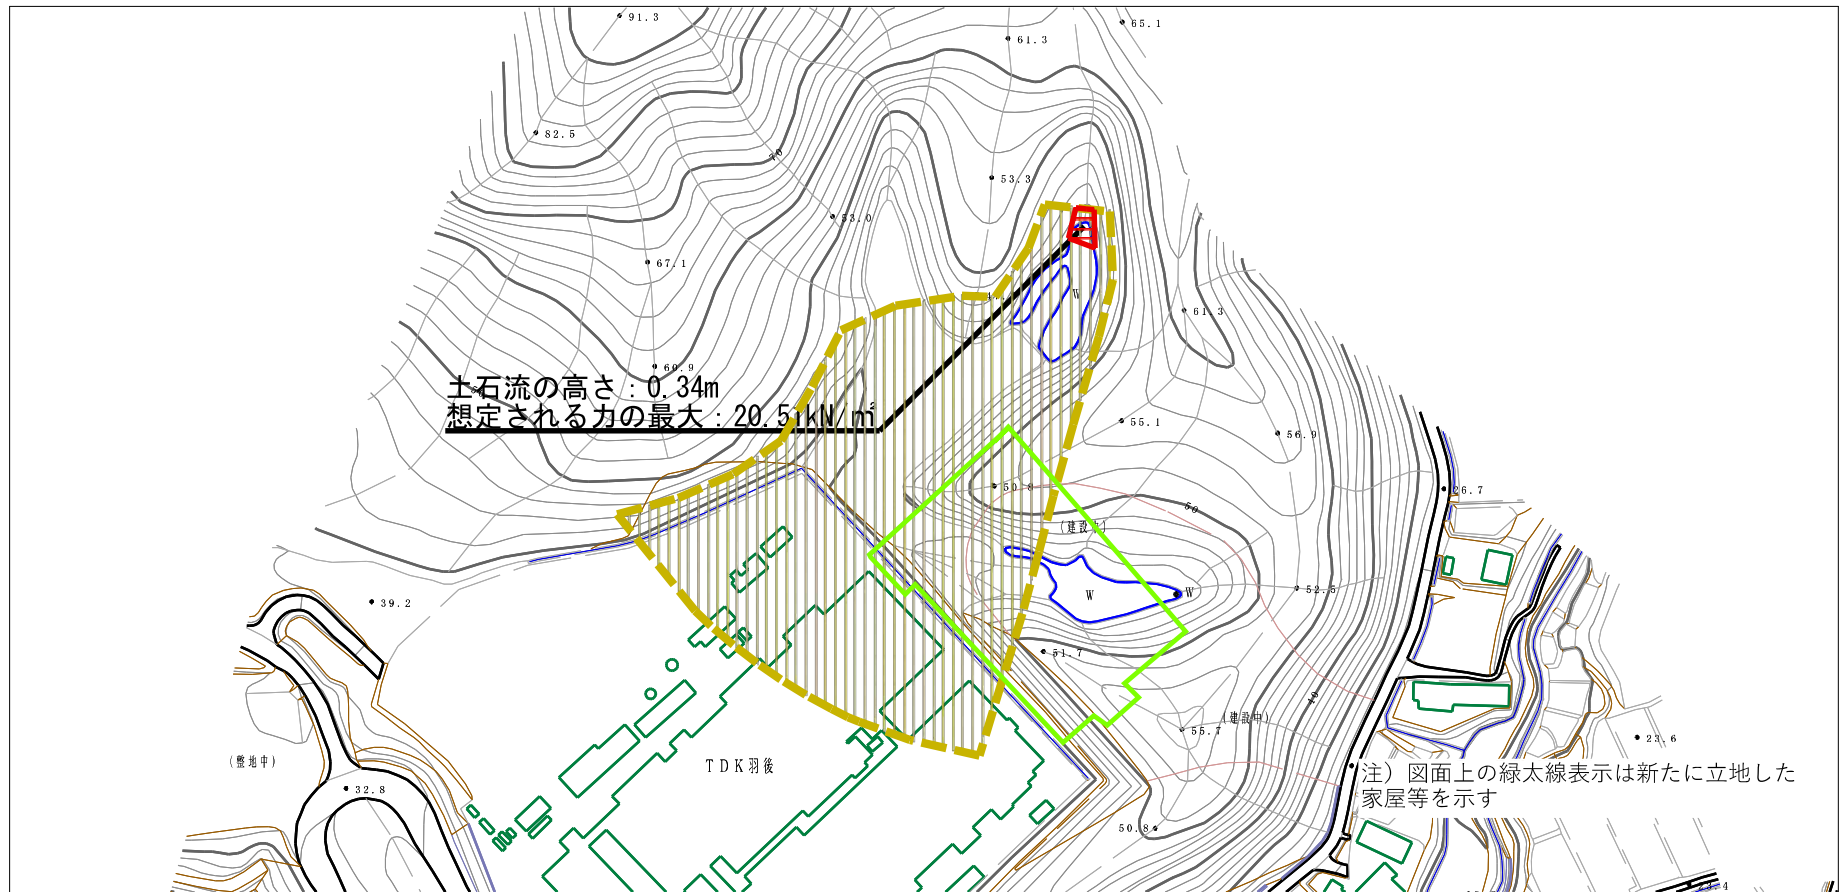 91.3
65.1
61.3
82.5
70
53.3
53.0
67.1
W
61.3
60.9
土石流の高さ：0.34m
想定される力の最大：20.51kN/㎡
55.1
56.9
50.8
26.7
50
(建設中)
52.5
W
W
39.2
51.7
(建設中)
55.7
23.6
(整地中)
TDK羽後
32.8
注）図面上の緑太線表示は新たに立地した
家屋等を示す
50.8
23.4